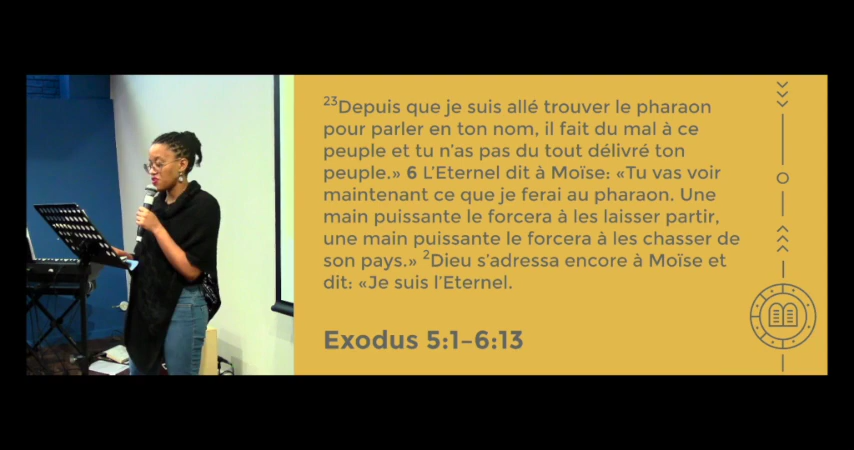 ²³Depuis que je suis allé trouver le pharaon
pour parler en ton nom, il fait du mal à ce
peuple et tu n’as pas du tout délivré ton
peuple.» 6 L’Eternel dit à Moïse: «Tu vas voir
maintenant ce que je ferai au pharaon. Une
main puissante le forcera à les laisser partir,
une main puissante le forcera à les chasser de
son pays.» ²Dieu s’adressa encore à Moïse et
dit: «Je suis l’Eternel.
Exodus 5:1–6:13